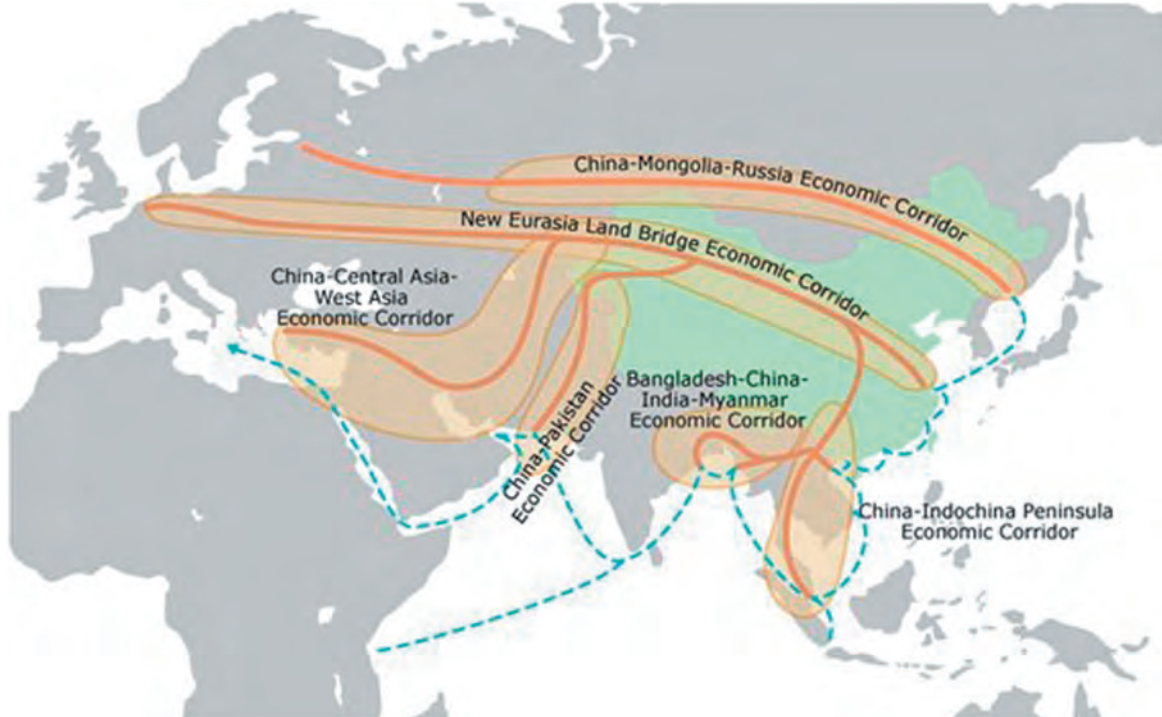 China-Mongolia-Russia Economic Corridor
New Eurasia Land Bridge Economic Corridor
China-Central Asia-
West Asia
Economic Corridor
Bangladesh-China-
India-Myanmar
Economic Corridor
China-Pakistan
Economic Corridor
China-Indochina Peninsula
Economic Corridor